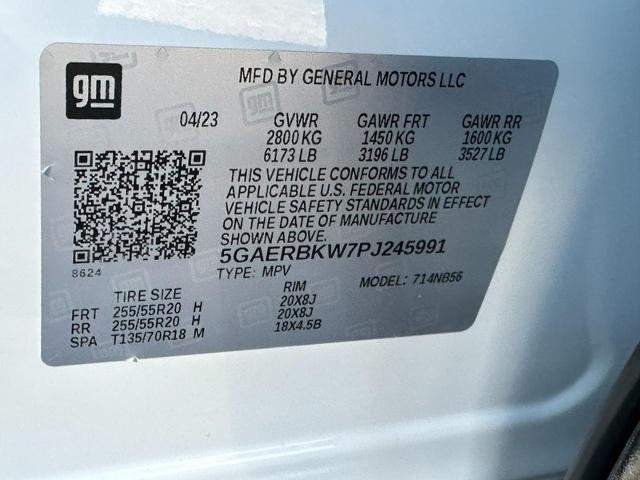 gm
MFD BY GENERAL MOTORS LLC
04/23 GVWR GAWR FRT GAWR RR
2800 KG 1450 KG 1600 KG
6173 LB 3196 LB 3527 LB
THIS VEHICLE CONFORMS TO ALL
APPLICABLE U.S. FEDERAL MOTOR
VEHICLE SAFETY STANDARDS IN EFFECT
ON THE DATE OF MANUFACTURE
SHOWN ABOVE.
8624
5GAERBKW7PJ245991
TYPE: MPV MODEL: 714NB56
TIRE SIZE RIM
FRT 255/55R20 H 20X8J
RR 255/55R20 H 20X8J
SPA T135/70R18 M 18X4.5B